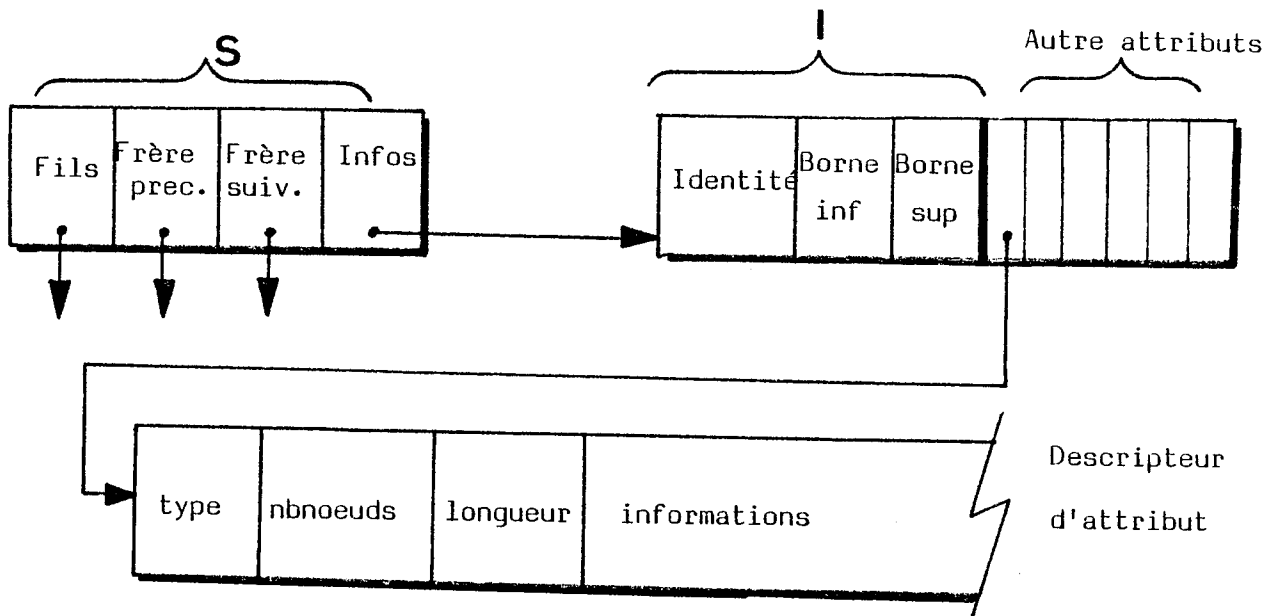 S
I
Autre attributs
Fils
Frère
prec.
Frère
suiv.
Infos
Identité
Borne
inf
Borne
sup
type
nbnoeuds
longueur
informations
Descripteur
d'attribut